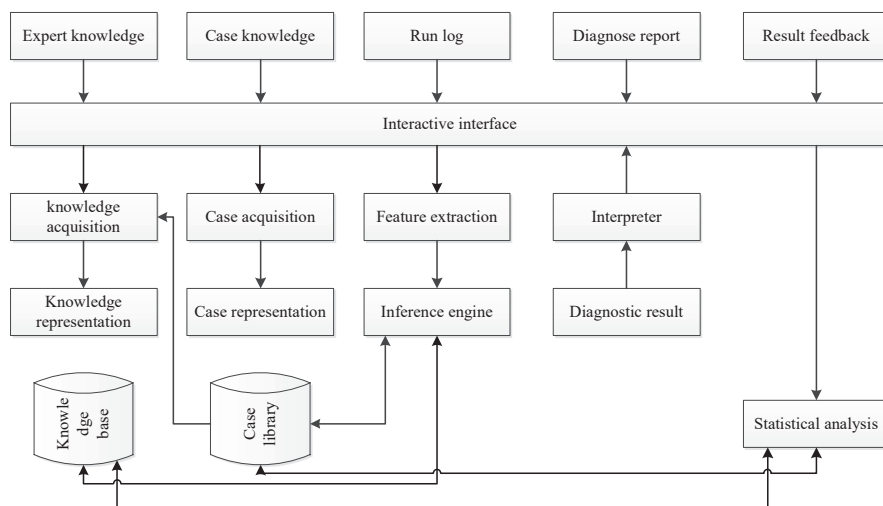 Expert knowledge
Case knowledge
Run log
Diagnose report
Result feedback
Interactive interface
knowledge
acquisition
Case acquisition
Feature extraction
Interpreter
Knowledge
representation
Case representation
Inference engine
Diagnostic result
Knowle
dge
base
Case
library
Statistical analysis